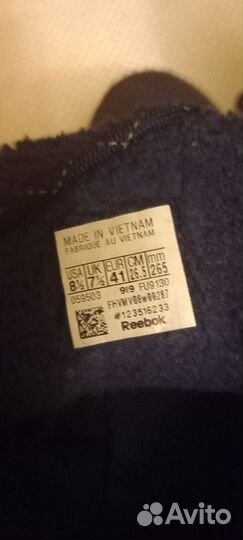 MADE IN VIETNAM
FABRIQUE AU VIETNAM
USA UK EUR CM mm
8½ 7½ 41 26.5 265
059503 919 FU9130
FHVMV09W00287
#123516233
Reebok
Avito